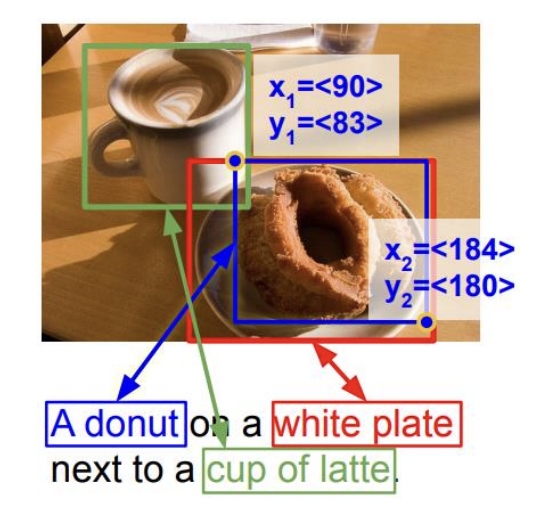 x1=<90>
y1=<83>
x2=<184>
y2=<180>
A donut on a white plate
next to a cup of latte.